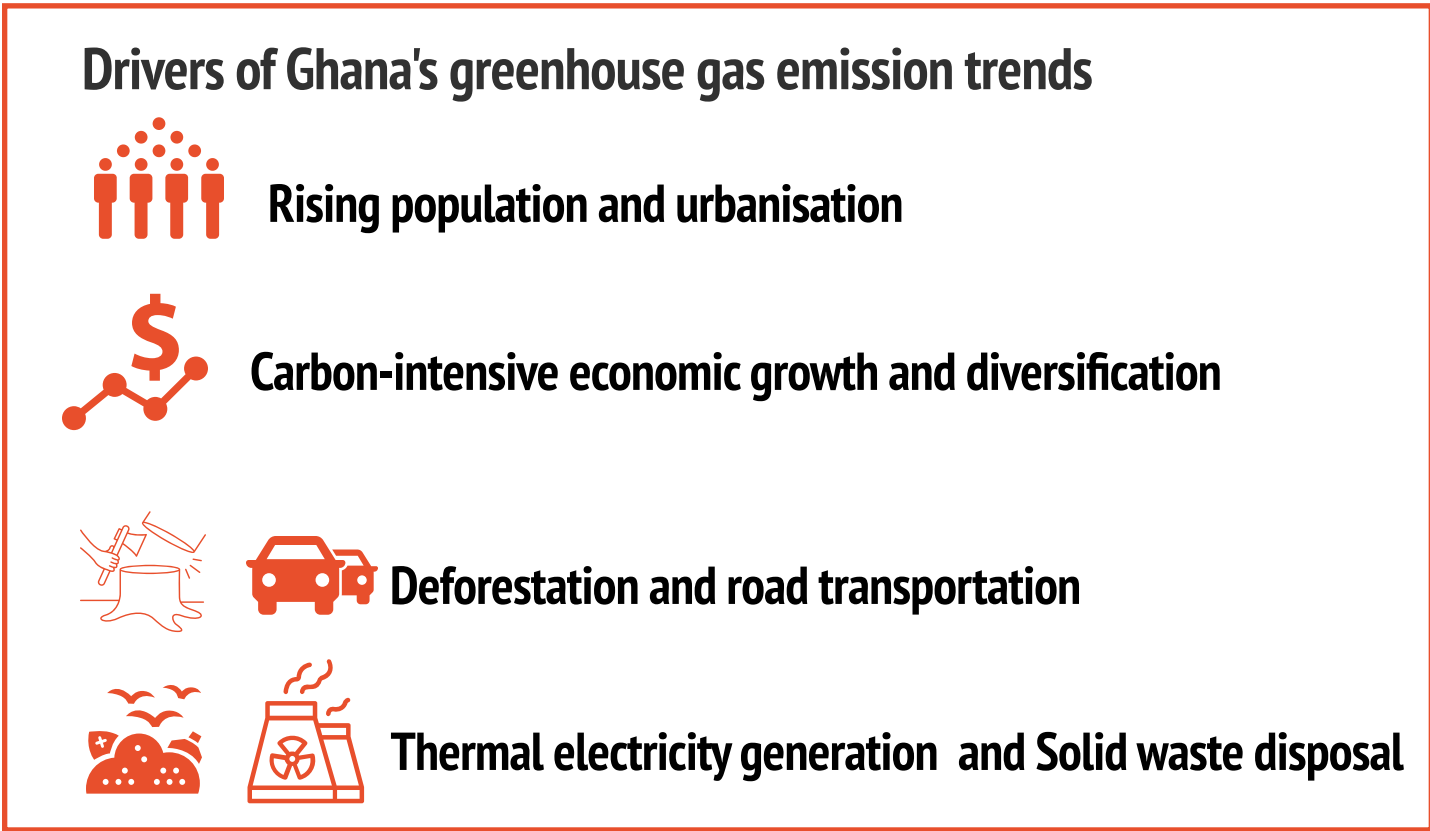 Drivers of Ghana's greenhouse gas emission trends
Rising population and urbanisation
$
Carbon-intensive economic growth and diversification
Deforestation and road transportation
Thermal electricity generation and Solid waste disposal